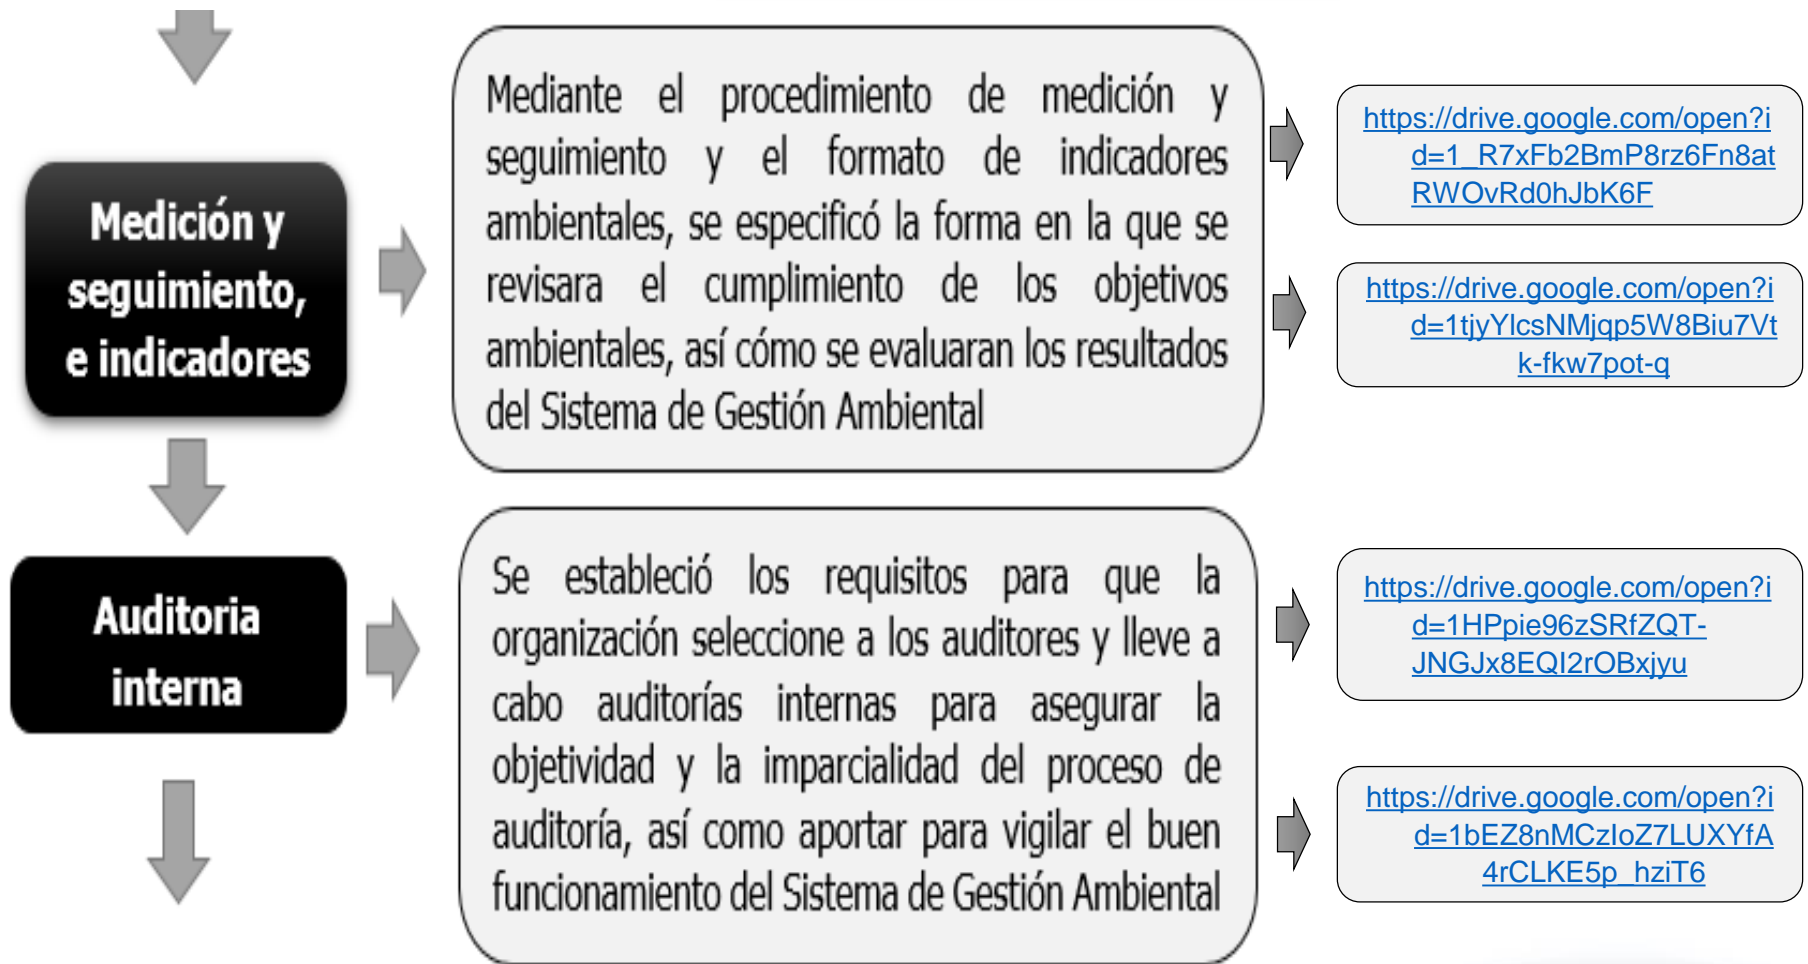 Medición y
seguimiento,
e indicadores
Mediante el procedimiento de medición y
seguimiento y el formato de indicadores
ambientales, se especificó la forma en la que se
revisara el cumplimiento de los objetivos
ambientales, así cómo se evaluaran los resultados
del Sistema de Gestión Ambiental
https://drive.google.com/open?i
d=1_R7xFb2BmP8rz6Fn8at
RWOvRd0hJbK6F
https://drive.google.com/open?i
d=1tjyYlcsNMjqp5W8Biu7Vt
k-fkw7pot-q
Auditoria
interna
Se estableció los requisitos para que la
organización seleccione a los auditores y lleve a
cabo auditorías internas para asegurar la
objetividad y la imparcialidad del proceso de
auditoría, así como aportar para vigilar el buen
funcionamiento del Sistema de Gestión Ambiental
https://drive.google.com/open?i
d=1HPpie96zSRfZQT-
JNGJx8EQI2rOBxjyu
https://drive.google.com/open?i
d=1bEZ8nMCzIoZ7LUXYfA
4rCLKE5p_hziT6